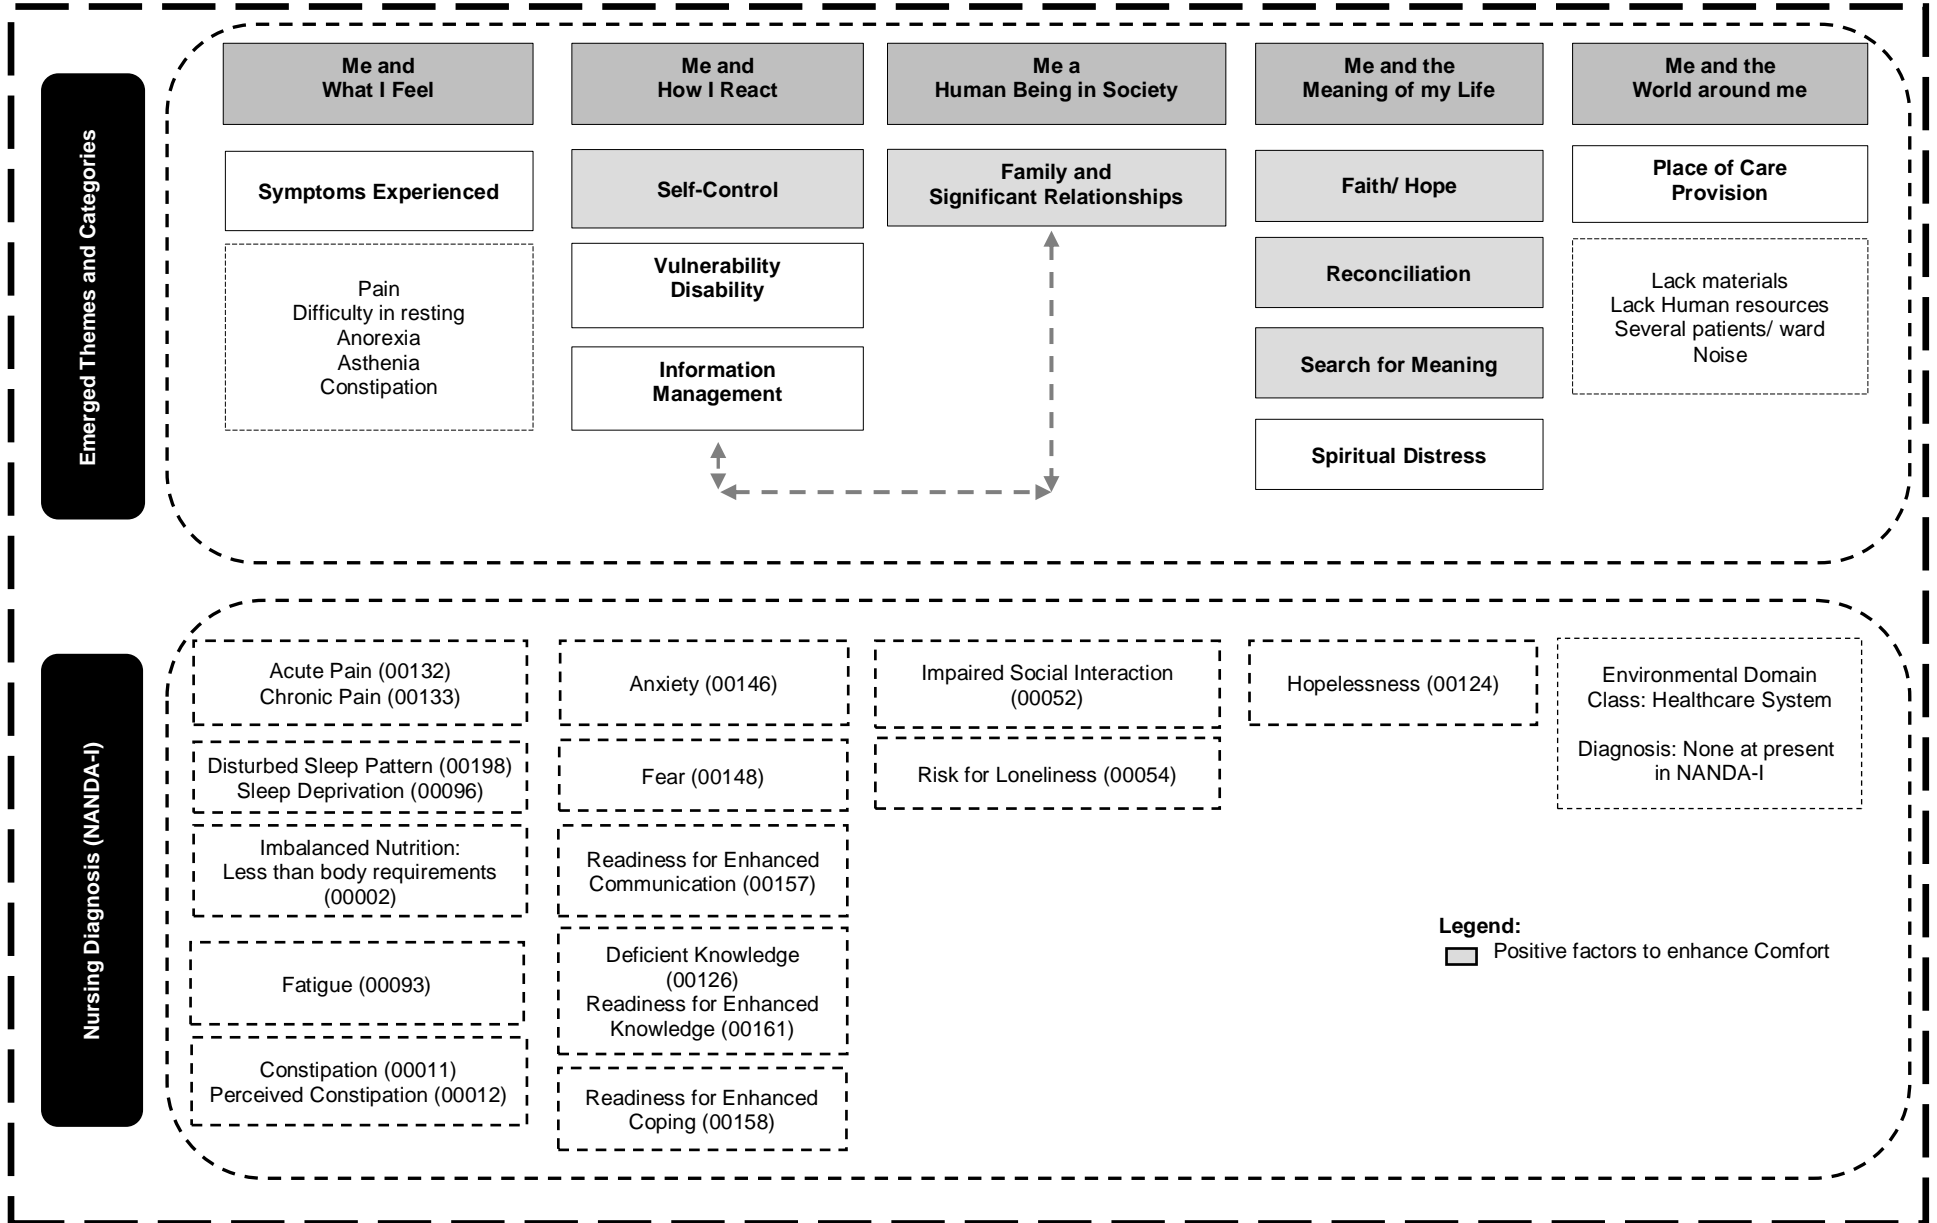 Emerged Themes and Categories
Me and
What I Feel
Me and
How I React
Me a
Human Being in Society
Me and the
Meaning of my Life
Me and the
World around me
Symptoms Experienced
Pain
Difficulty in resting
Anorexia
Asthenia
Constipation
Self-Control
Vulnerability
Disability
Information
Management
Family and
Significant Relationships
Faith/ Hope
Reconciliation
Search for Meaning
Spiritual Distress
Place of Care
Provision
Lack materials
Lack Human resources
Several patients/ ward
Noise
Nursing Diagnosis (NANDA-I)
Acute Pain (00132)
Chronic Pain (00133)
Disturbed Sleep Pattern (00198)
Sleep Deprivation (00096)
Imbalanced Nutrition:
Less than body requirements
(00002)
Fatigue (00093)
Constipation (00011)
Perceived Constipation (00012)
Anxiety (00146)
Fear (00148)
Readiness for Enhanced
Communication (00157)
Deficient Knowledge
(00126)
Readiness for Enhanced
Knowledge (00161)
Readiness for Enhanced
Coping (00158)
Impaired Social Interaction
(00052)
Risk for Loneliness (00054)
Hopelessness (00124)
Environmental Domain
Class: Healthcare System
Diagnosis: None at present
in NANDA-I
Legend:
Positive factors to enhance Comfort